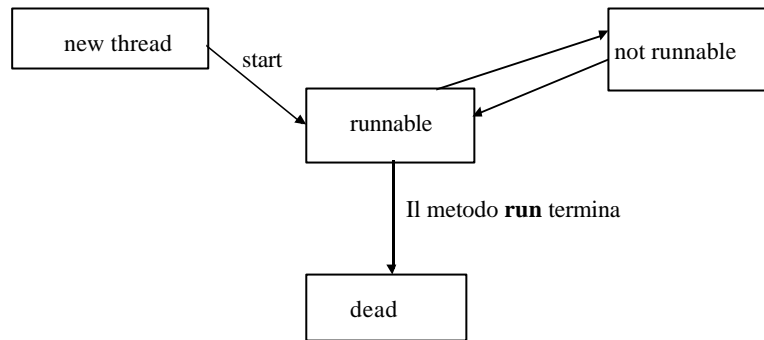 new thread
start
not runnable
runnable
Il metodo run termina
dead